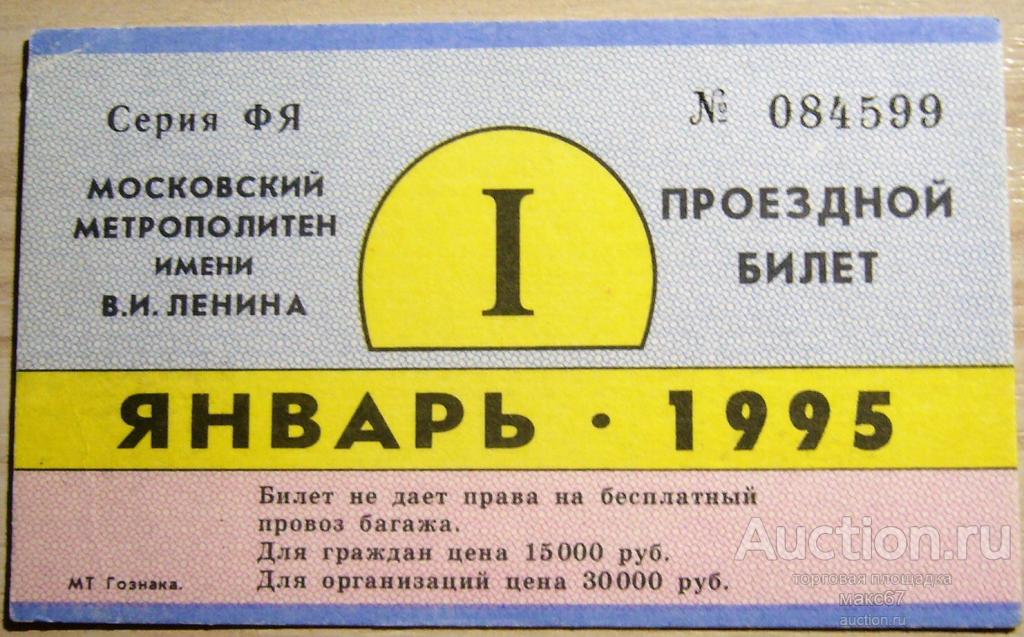 Серия ФЯ
№ 084599
МОСКОВСКИЙ
МЕТРОПОЛИТЕН
ИМЕНИ
В.И. ЛЕНИНА
I
ПРОЕЗДНОЙ
БИЛЕТ
ЯНВАРЬ · 1995
Билет не дает права на бесплатный
провоз багажа.
Для граждан цена 15000 руб.
Для организаций цена 30000 руб.
МТ Гознака.
Auction.ru
торговая площадка
макс67
auction.ru